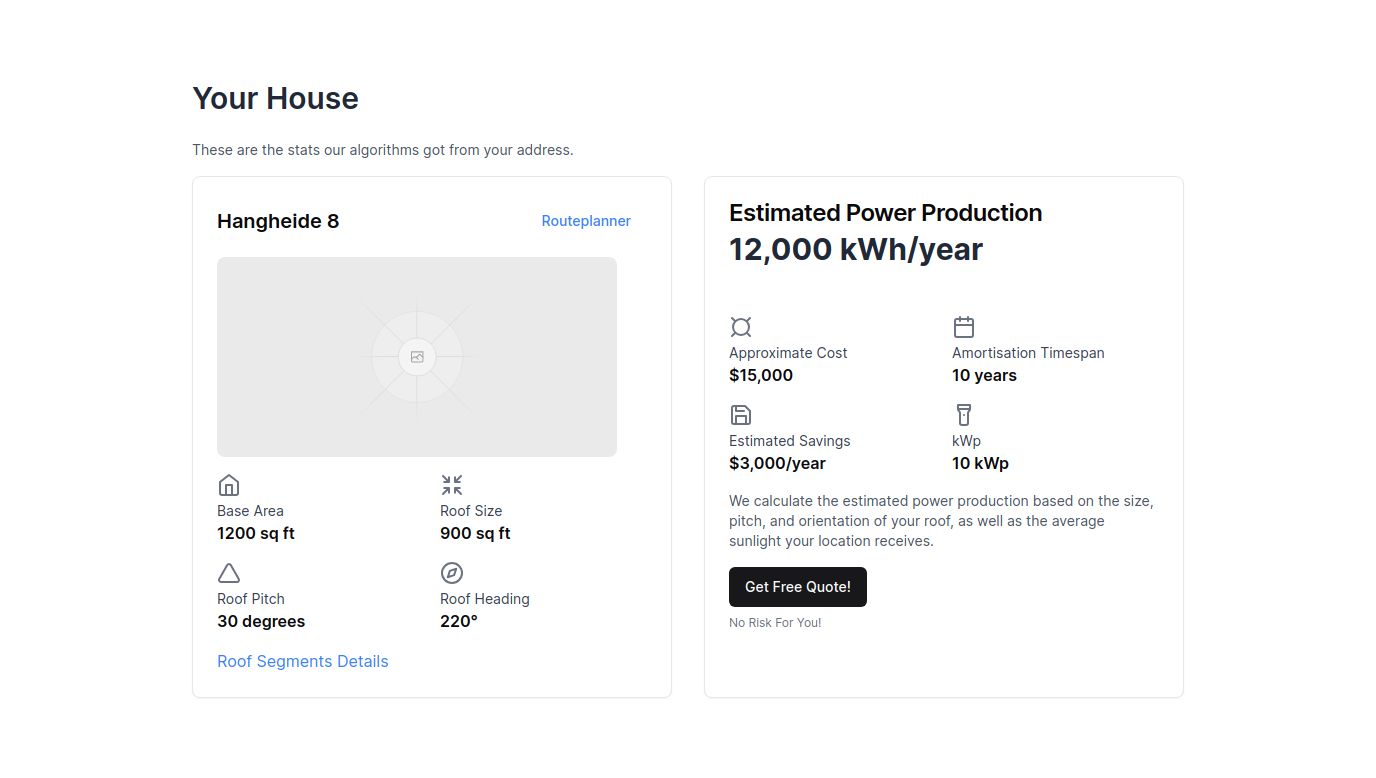 Your House
These are the stats our algorithms got from your address.
Hangheide 8
Routeplanner
Base Area
1200 sq ft
Roof Size
900 sq ft
Roof Pitch
30 degrees
Roof Heading
220°
Roof Segments Details
Estimated Power Production
12,000 kWh/year
Approximate Cost
$15,000
Amortisation Timespan
10 years
Estimated Savings
$3,000/year
kWp
10 kWp
We calculate the estimated power production based on the size,
pitch, and orientation of your roof, as well as the average
sunlight your location receives.
Get Free Quote!
No Risk For You!